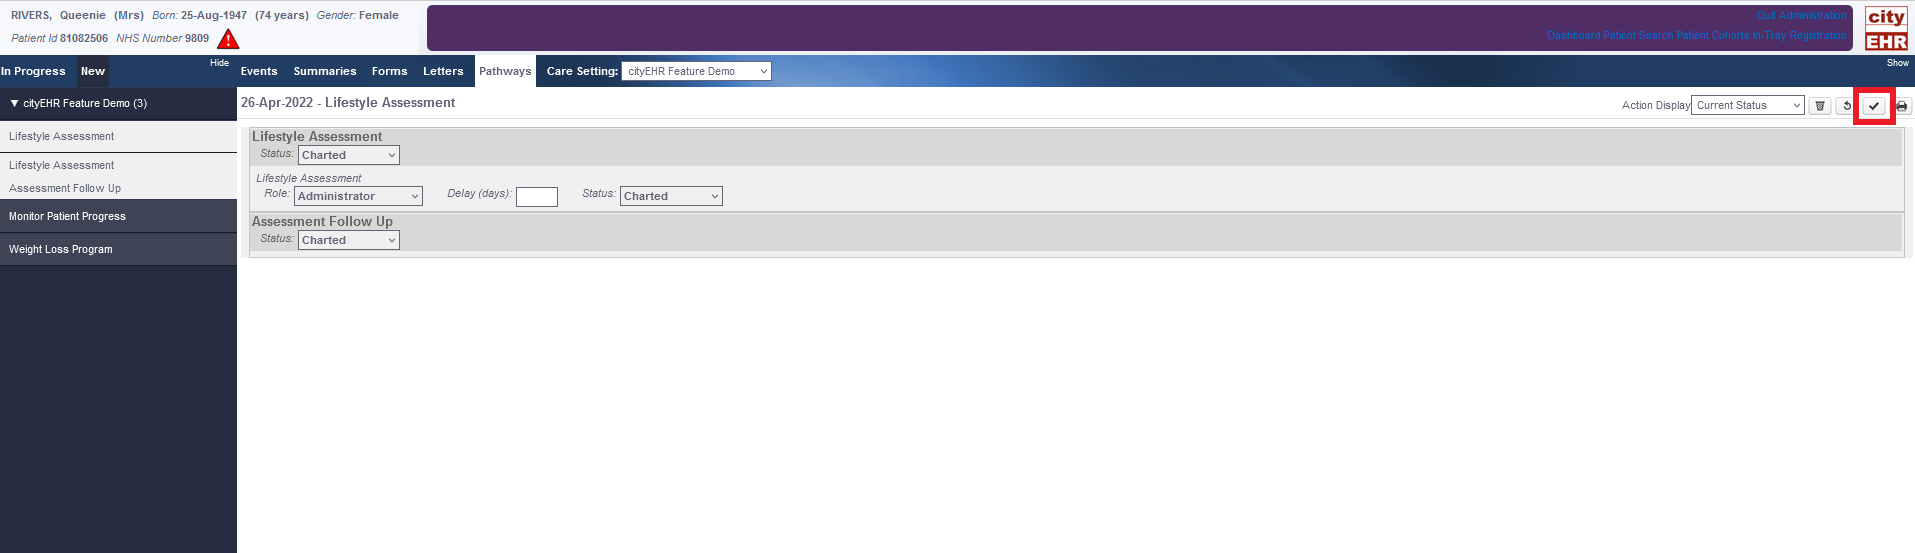 RIVERS, Queenie (Mrs) Born: 25-Aug-1947 (74 years) Gender: Female
Patient Id 81082506 NHS Number 9809
Quit Administration
Dashboard Patient Search Patient Cohorts In-Tray Registration
city
EHR
In Progress New Hide Events Summaries Forms Letters Pathways Care Setting: cityEHR Feature Demo Show
▼ cityEHR Feature Demo (3)
Lifestyle Assessment
Lifestyle Assessment
Assessment Follow Up
Monitor Patient Progress
Weight Loss Program
26-Apr-2022 - Lifestyle Assessment Action Display Current Status
Lifestyle Assessment
Status: Charted
Lifestyle Assessment
Role: Administrator Delay (days): Status: Charted
Assessment Follow Up
Status: Charted